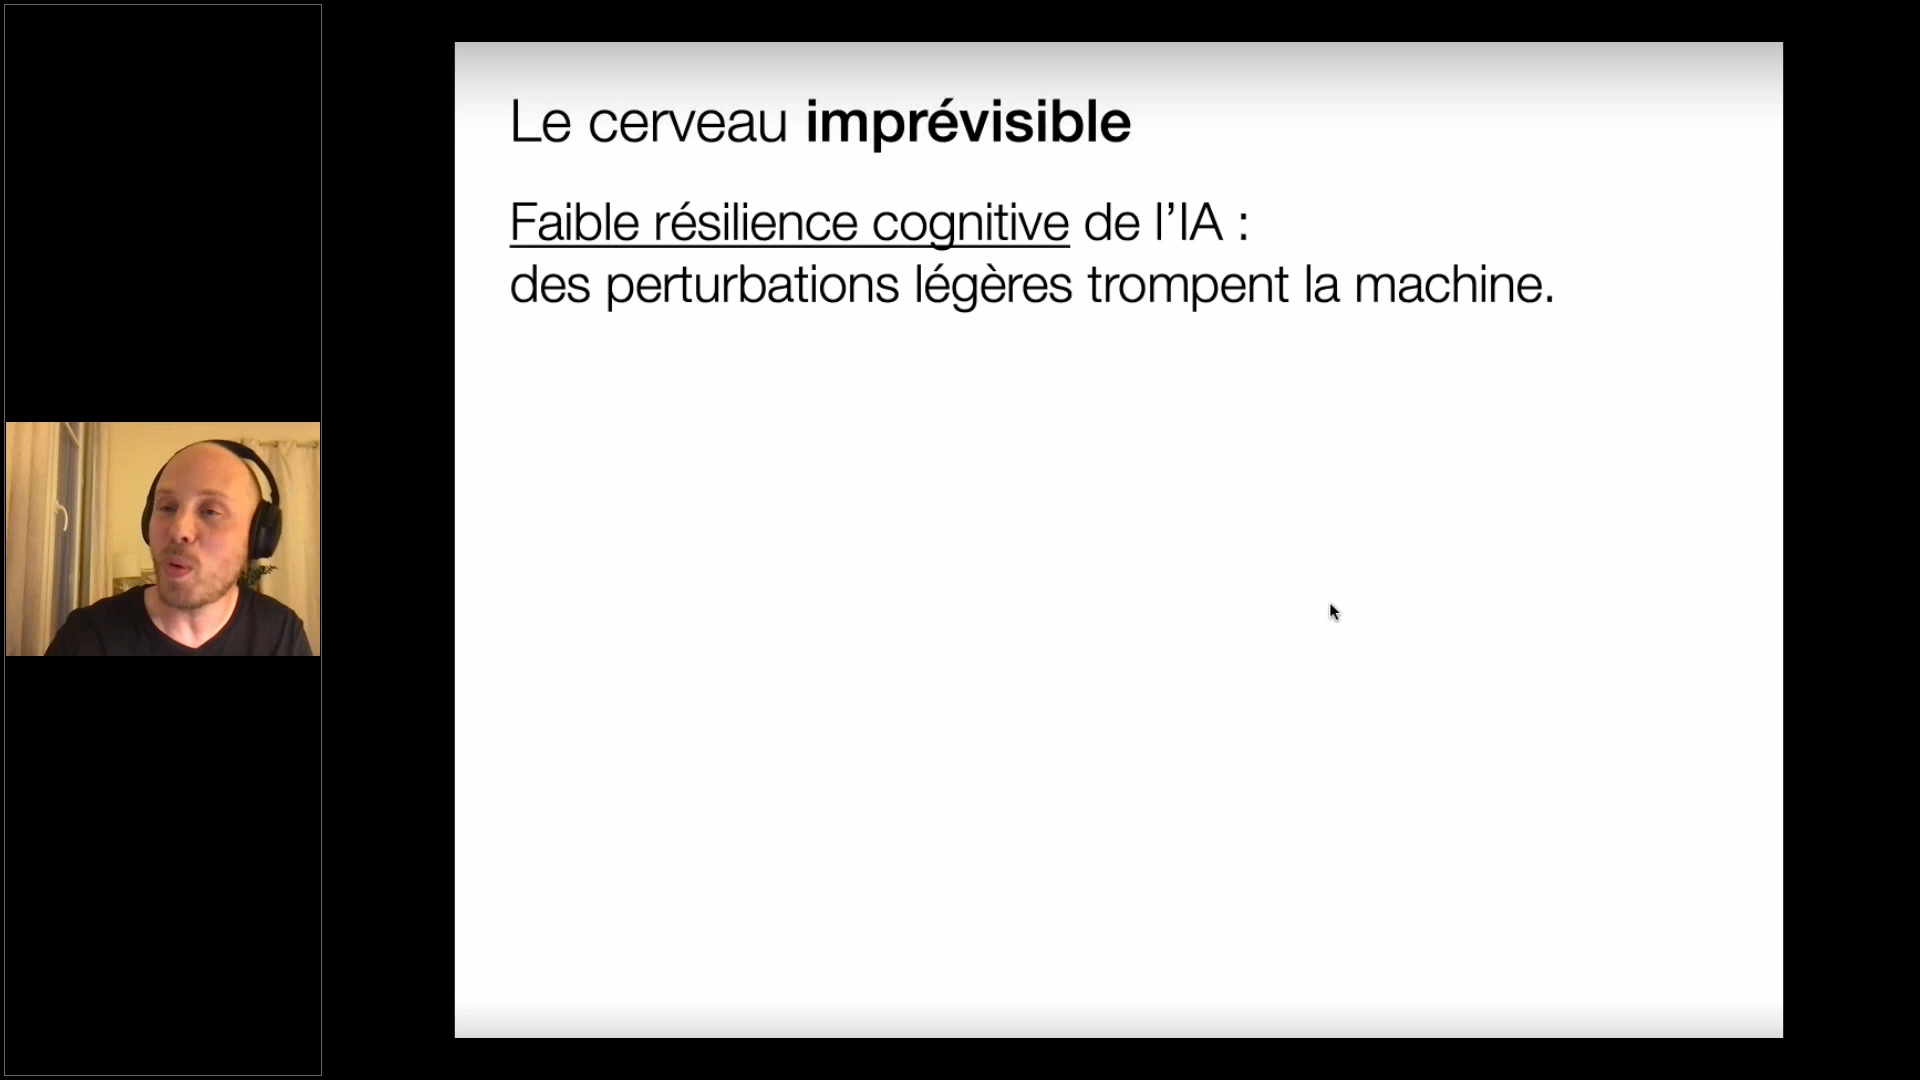 Le cerveau imprévisible
Faible résilience cognitive de l’IA :
des perturbations légères trompent la machine.